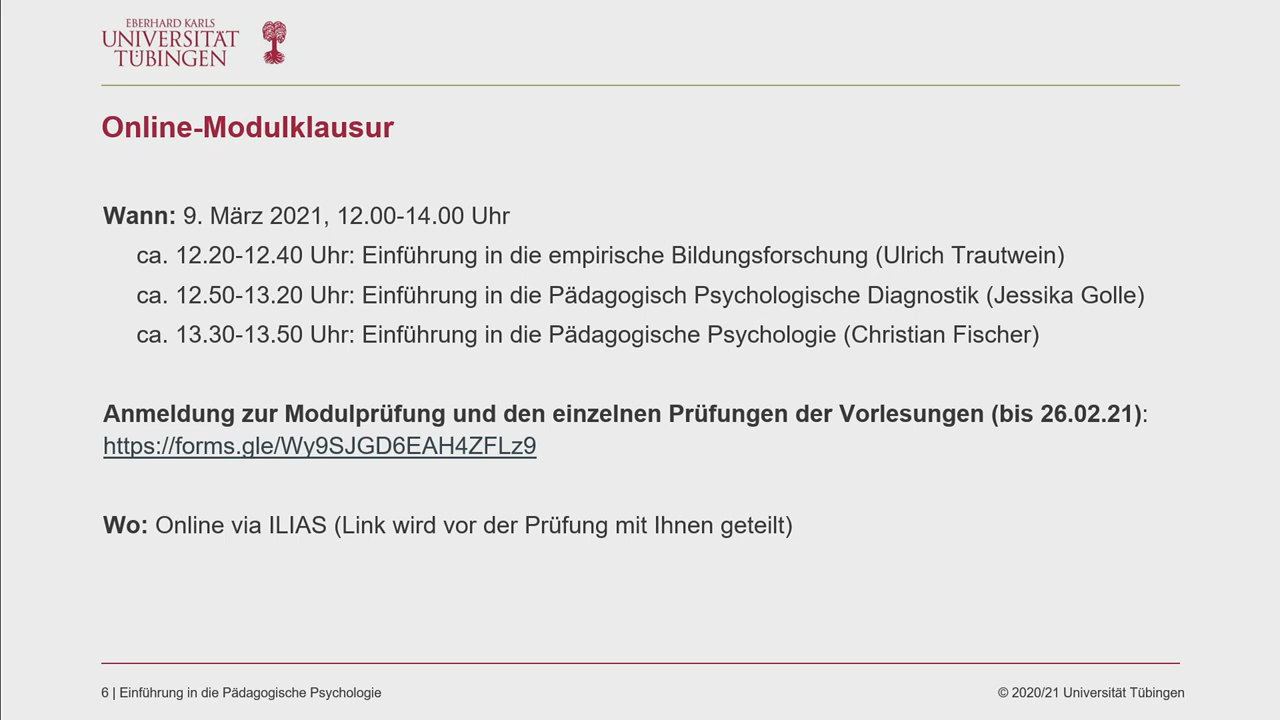 EBERHARD KARLS
UNIVERSITÄT
TÜBINGEN
Online-Modulklausur
Wann: 9. März 2021, 12.00-14.00 Uhr
ca. 12.20-12.40 Uhr: Einführung in die empirische Bildungsforschung (Ulrich Trautwein)
ca. 12.50-13.20 Uhr: Einführung in die Pädagogisch Psychologische Diagnostik (Jessika Golle)
ca. 13.30-13.50 Uhr: Einführung in die Pädagogische Psychologie (Christian Fischer)
Anmeldung zur Modulprüfung und den einzelnen Prüfungen der Vorlesungen (bis 26.02.21):
https://forms.gle/Wy9SJGD6EAH4ZFLz9
Wo: Online via ILIAS (Link wird vor der Prüfung mit Ihnen geteilt)
6 | Einführung in die Pädagogische Psychologie
© 2020/21 Universität Tübingen